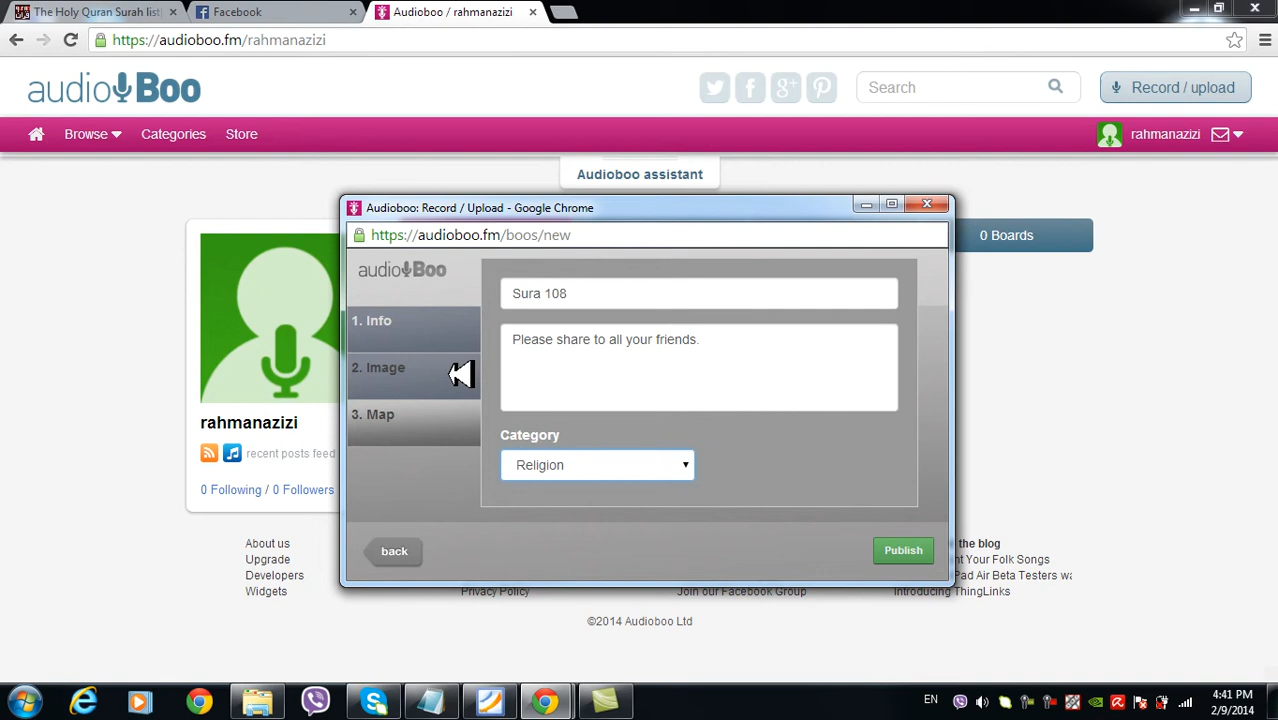 The Holy Quran Surah list
Facebook
Audioboo / rahmanazizi
https://audioboo.fm/rahmanazizi
audioBoo
Search
Record / upload
Browse
Categories
Store
rahmanazizi
Audioboo assistant
Audioboo: Record / Upload - Google Chrome
https://audioboo.fm/boos/new
0 Boards
audioBoo
Sura 108
1. Info
Please share to all your friends.
2. Image
3. Map
rahmanazizi
Category
recent posts feed
Religion
0 Following / 0 Followers
back
Publish
About us
the blog
Upgrade
Your Folk Songs
Developers
Pad Air Beta Testers
Widgets
Privacy Policy
Join our Facebook Group
Introducing ThingLinks
©2014 Audioboo Ltd
EN
4:41 PM
2/9/2014